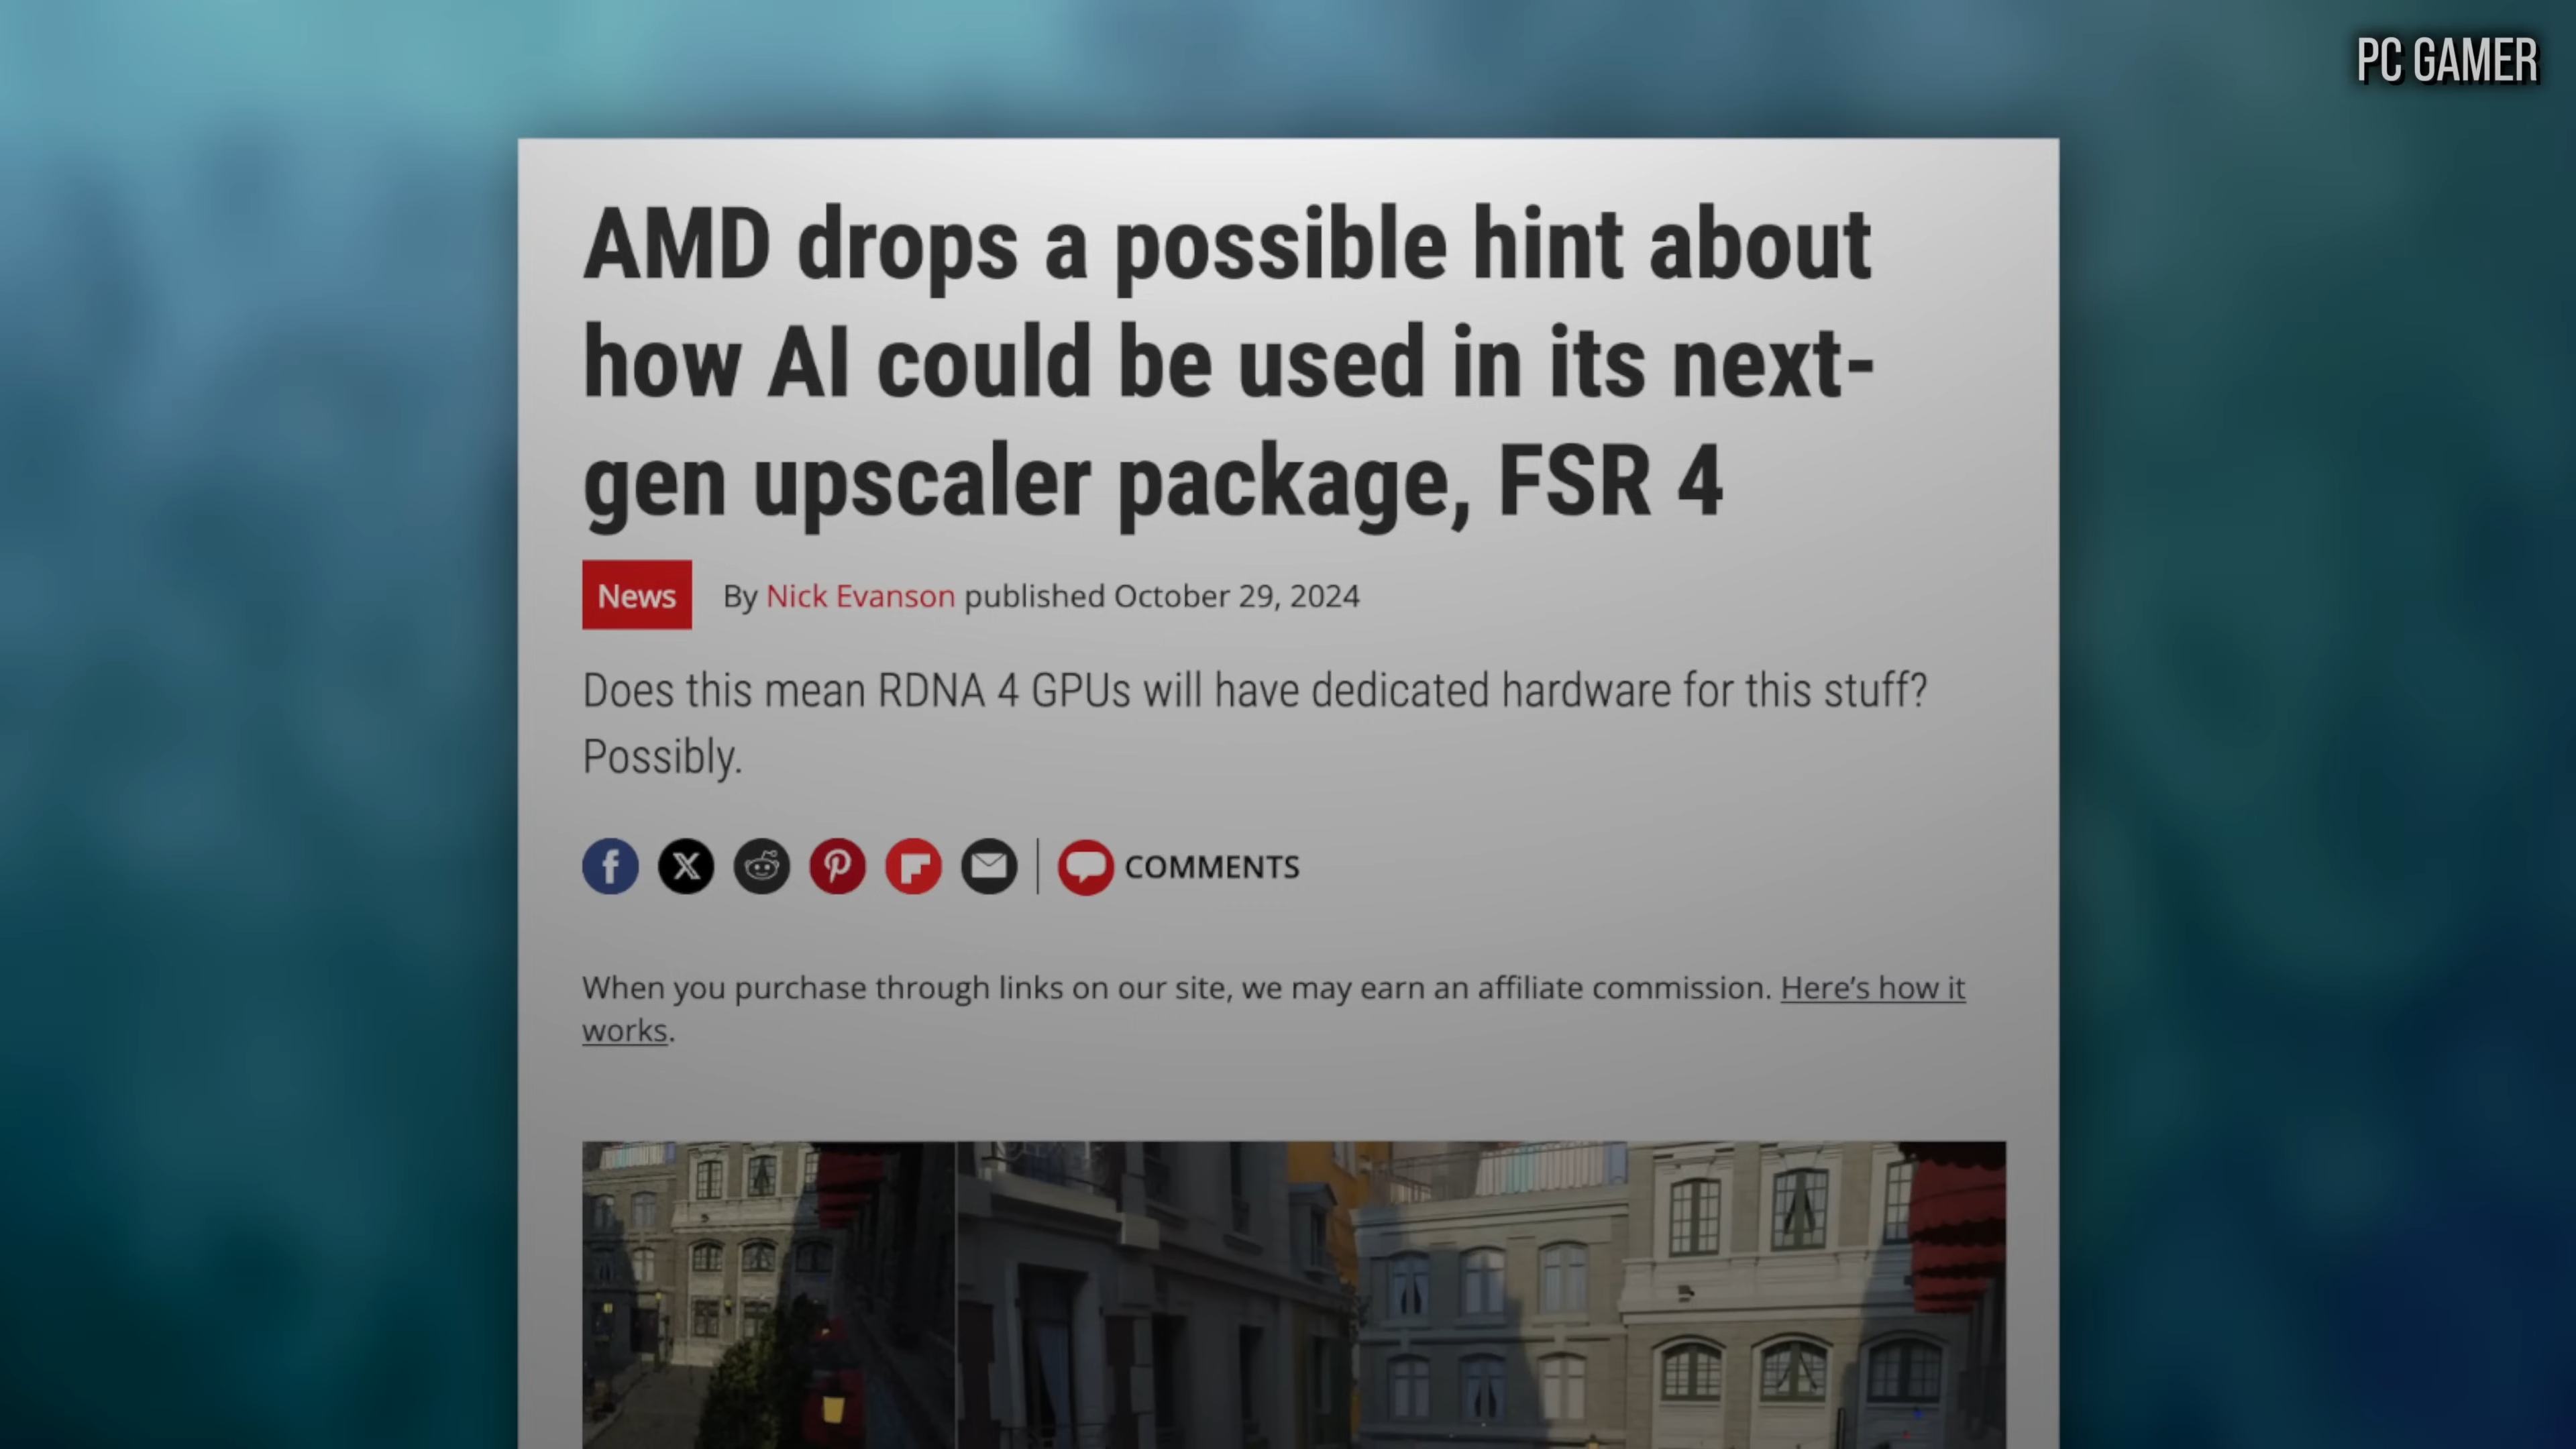 PC GAMER
AMD drops a possible hint about
how AI could be used in its next-
gen upscaler package, FSR 4
News By Nick Evanson published October 29, 2024
Does this mean RDNA 4 GPUs will have dedicated hardware for this stuff?
Possibly.
COMMENTS
When you purchase through links on our site, we may earn an affiliate commission. Here's how it
works.